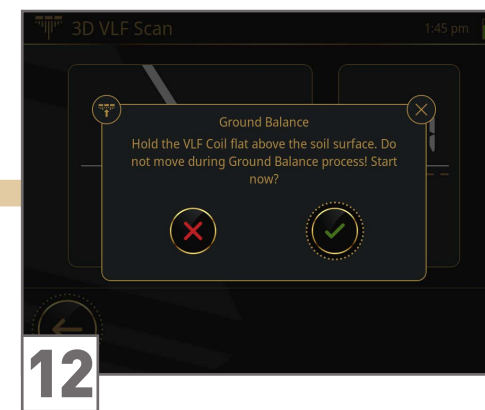 3D VLF Scan
1:45 pm
Ground Balance
Hold the VLF Coil flat above the soil surface. Do
not move during Ground Balance process! Start
now?
12